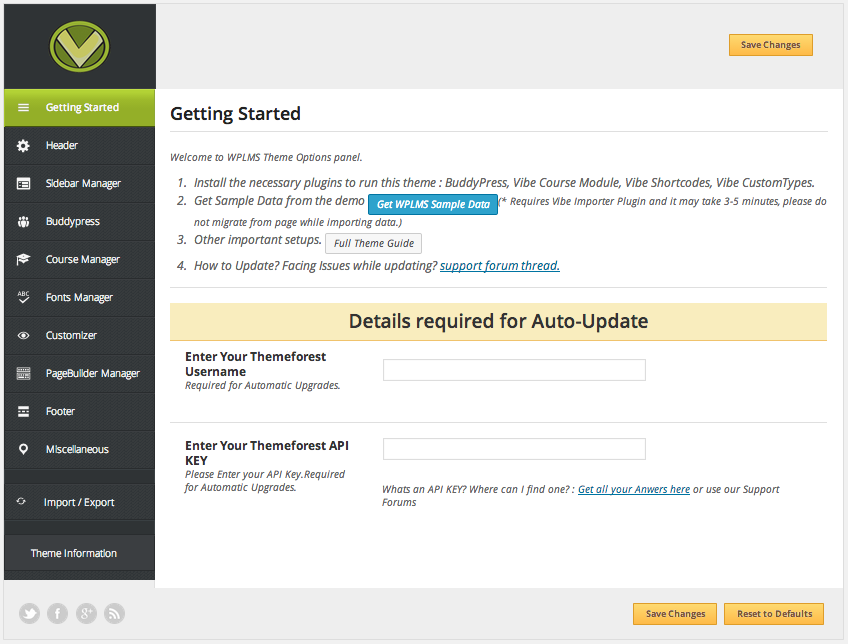 Save Changes
Getting Started
Header
Sidebar Manager
Buddypress
Course Manager
ABC
Fonts Manager
Customizer
PageBuilder Manager
Footer
Miscellaneous
Import / Export
Theme Information
Getting Started
Welcome to WPLMS Theme Options panel.
1. Install the necessary plugins to run this theme : BuddyPress, Vibe Course Module, Vibe Shortcodes, Vibe CustomTypes.
2. Get Sample Data from the demo Get WPLMS Sample Data (* Requires Vibe Importer Plugin and it may take 3-5 minutes, please do
not migrate from page while importing data.)
3. Other important setups. Full Theme Guide
4. How to Update? Facing Issues while updating? support forum thread.
Details required for Auto-Update
Enter Your Themeforest
Username
Required for Automatic Upgrades.
Enter Your Themeforest API
KEY
Please Enter your API Key.Required
for Automatic Upgrades.
Whats an API KEY? Where can I find one? : Get all your Anwers here or use our Support
Forums
Save Changes
Reset to Defaults